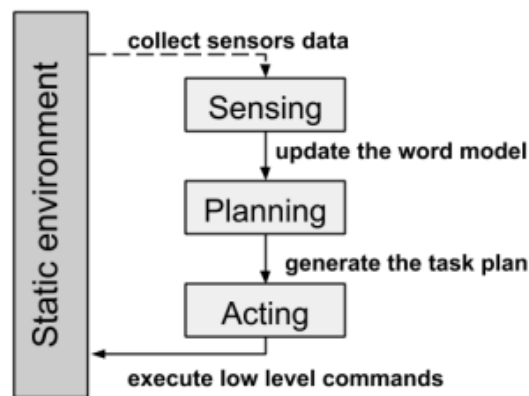 Static environment
collect sensors data
Sensing
update the word model
Planning
generate the task plan
Acting
execute low level commands